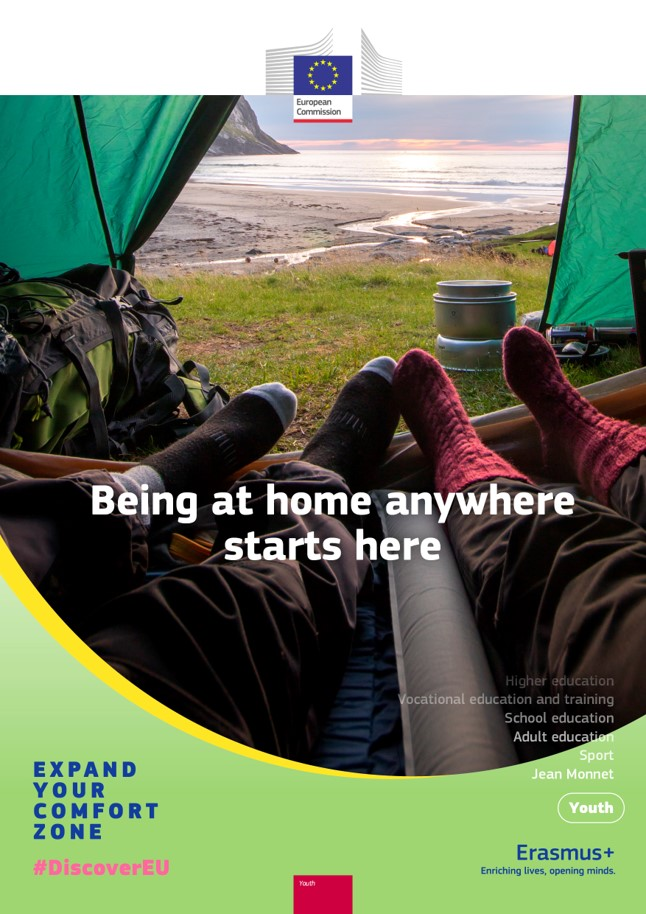 European
Commission
Being at home anywhere
starts here
Higher education
Vocational education and training
School education
Adult education
Sport
Jean Monnet
Youth
EXPAND
YOUR
COMFORT
ZONE
#DiscoverEU
Erasmus+
Enriching lives, opening minds.
Youth